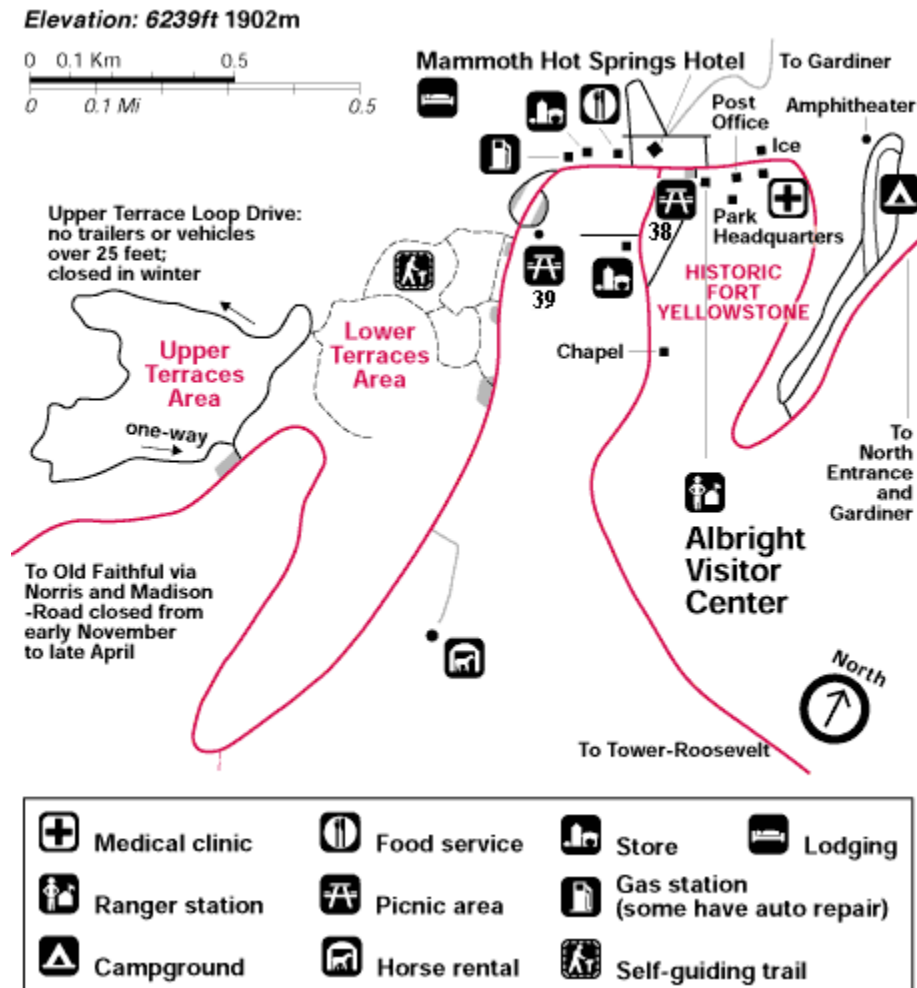 Elevation: 6239ft 1902m
0 0.1 Km 0.5
0 0.1 Mi 0.5
Mammoth Hot Springs Hotel
To Gardiner
Post
Office
Amphitheater
Ice
Park
Headquarters
38
39
HISTORIC
FORT
YELLOWSTONE
Upper Terrace Loop Drive:
no trailers or vehicles
over 25 feet;
closed in winter
Upper
Terraces
Area
Lower
Terraces
Area
one-way
Chapel
To
North
Entrance
and
Gardiner
Albright
Visitor
Center
To Old Faithful via
Norris and Madison
-Road closed from
early November
to late April
North
To Tower-Roosevelt
Medical clinic
Food service
Store
Lodging
Ranger station
Picnic area
Gas station
(some have auto repair)
Campground
Horse rental
Self-guiding trail